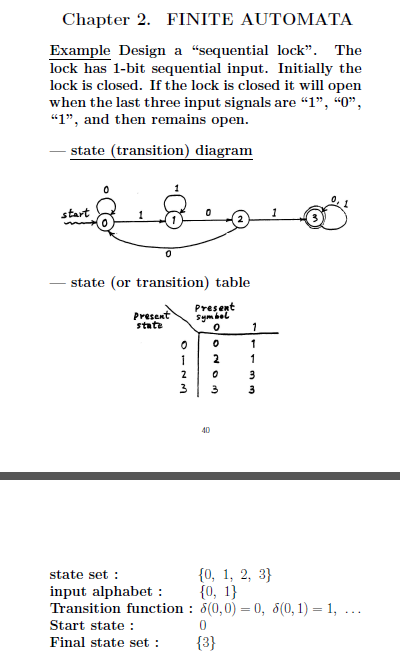 Chapter 2. FINITE AUTOMATA
Example Design a “sequential lock”. The
lock has 1-bit sequential input. Initially the
lock is closed. If the lock is closed it will open
when the last three input signals are “1”, “0”,
“1”, and then remains open.
— state (transition) diagram
0 1 0, 1
start 0 1 1 0 2 1 3
0
— state (or transition) table
Present state Present symbol
0 1
0 0 1
1 2 1
2 0 3
3 3 3
40
state set : {0, 1, 2, 3}
input alphabet : {0, 1}
Transition function : δ(0,0) = 0, δ(0,1) = 1, ...
Start state : 0
Final state set : {3}